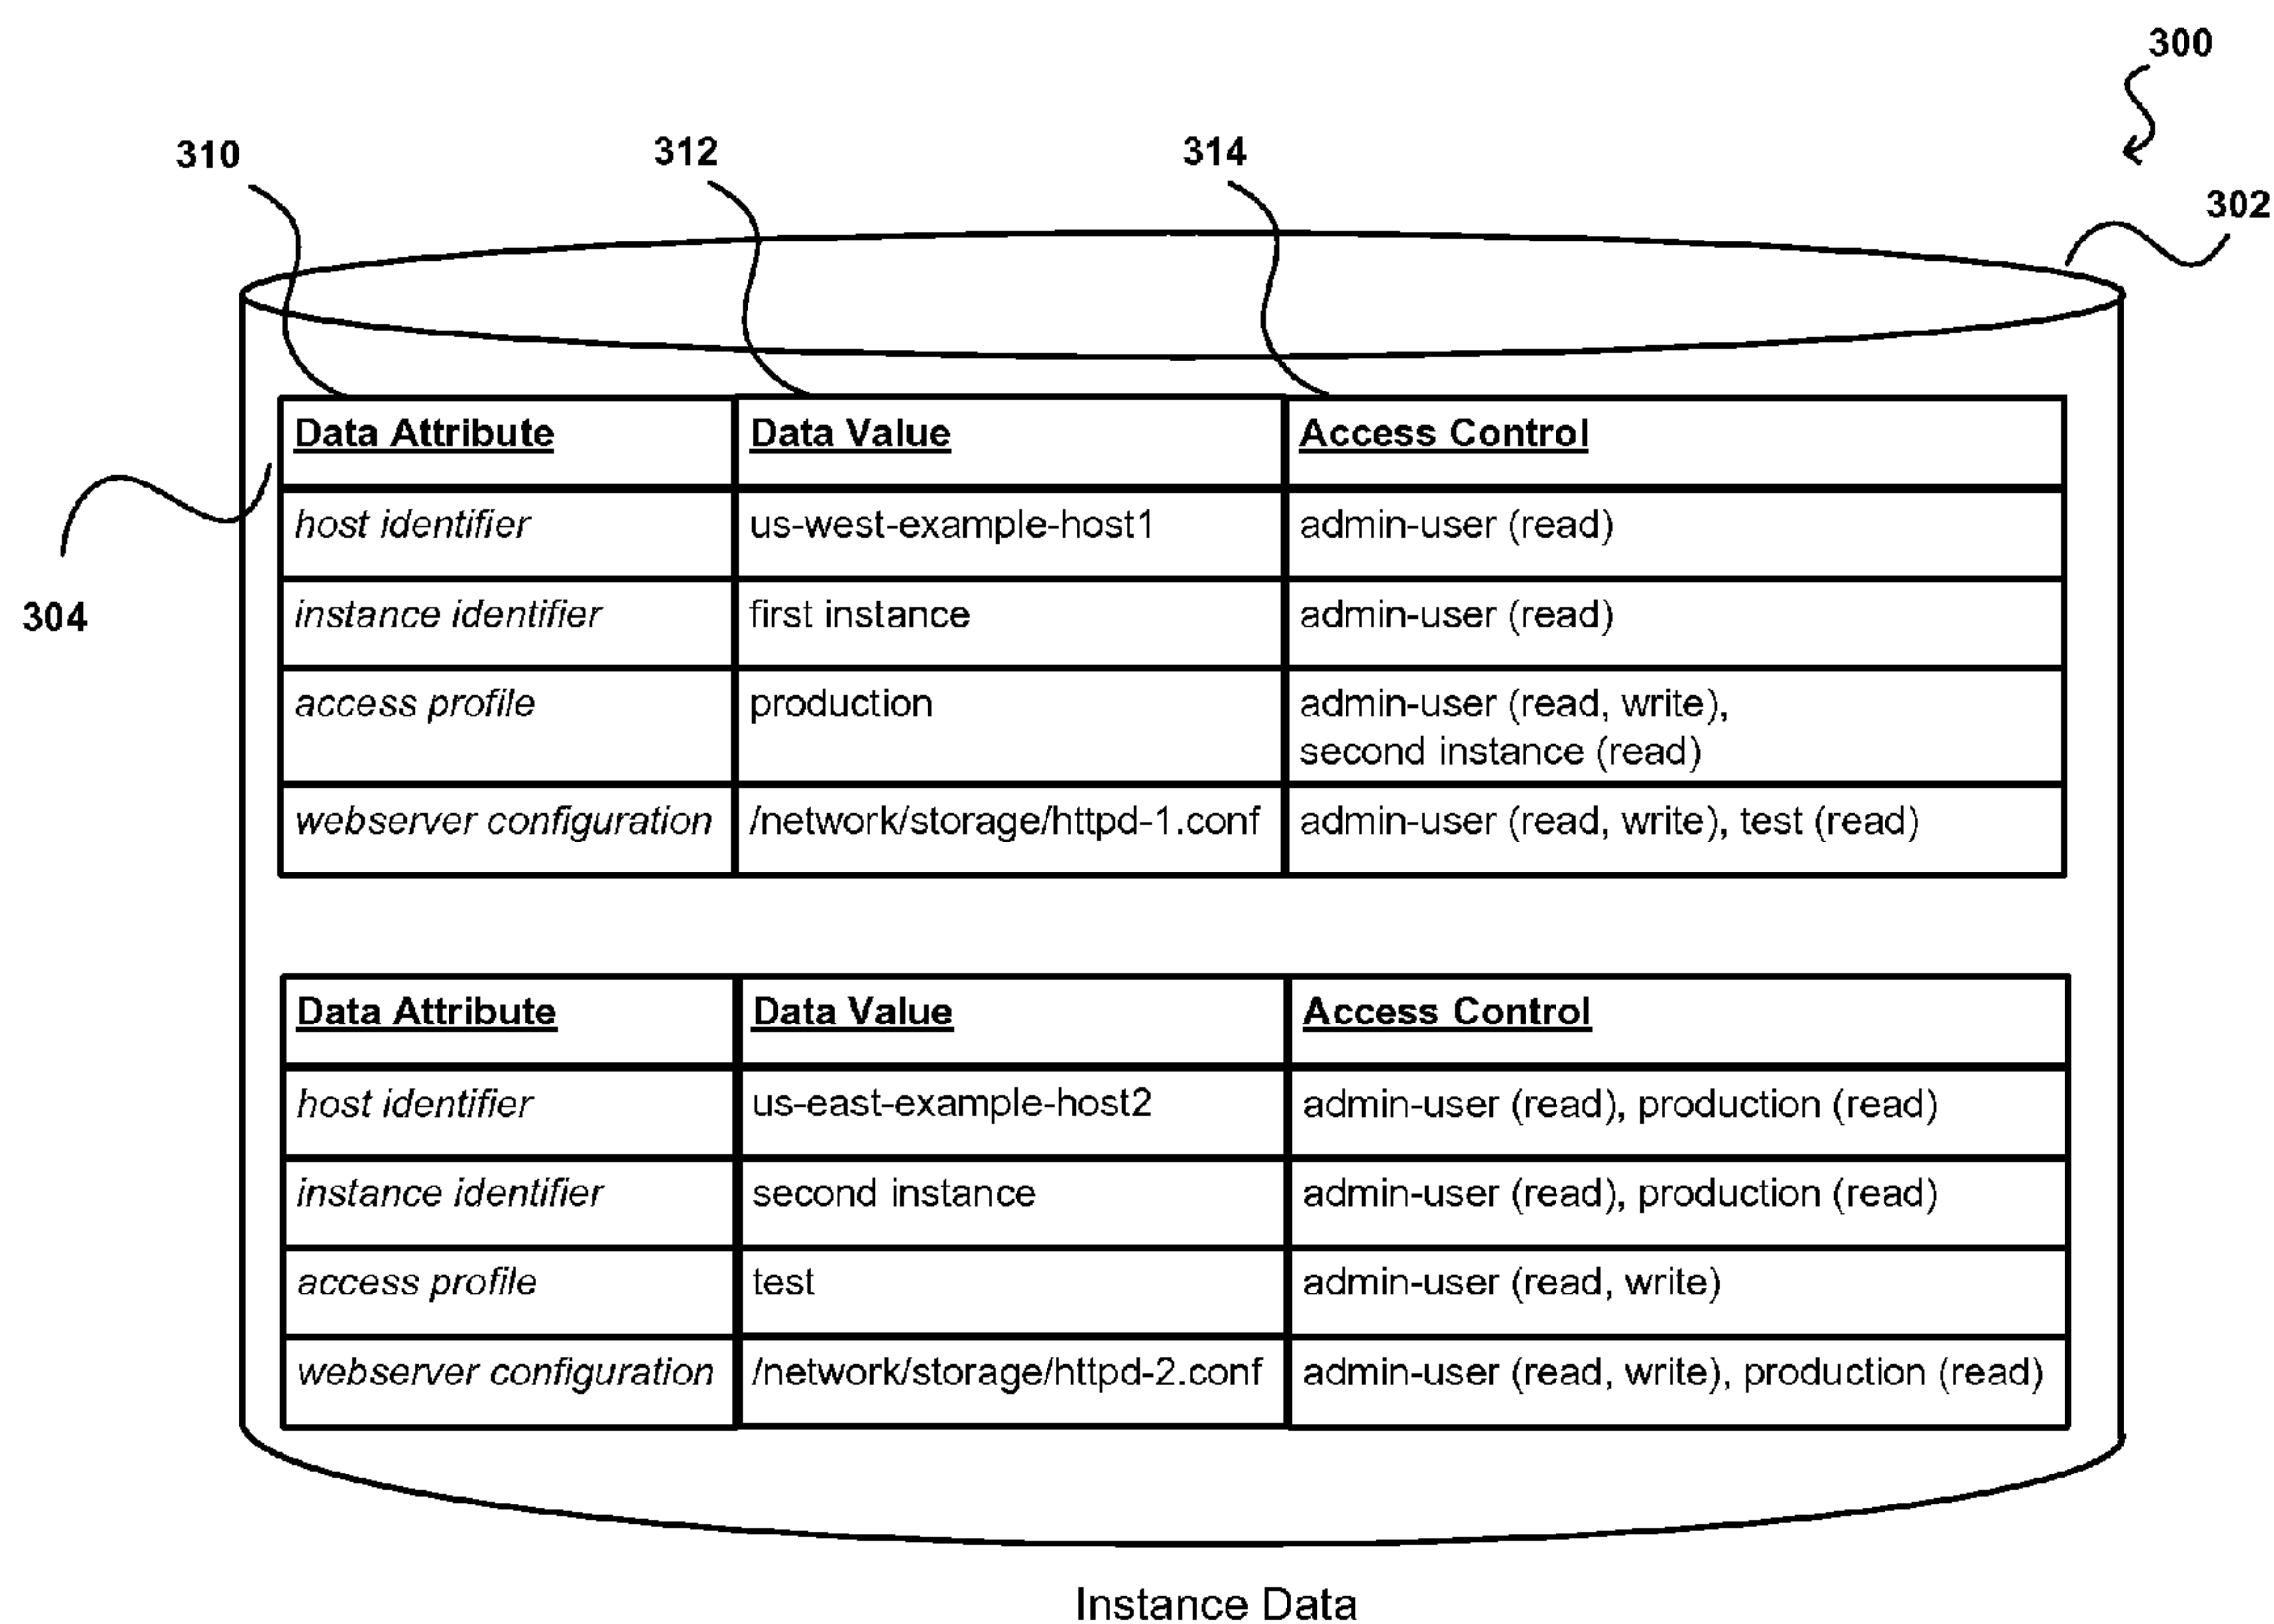 300
310 312 314
302
Data Attribute Data Value Access Control
host identifier us-west-example-host1 admin-user (read)
304
instance identifier first instance admin-user (read)
access profile production admin-user (read, write),
second instance (read)
webserver configuration /network/storage/httpd-1.conf admin-user (read, write), test (read)
Data Attribute Data Value Access Control
host identifier us-east-example-host2 admin-user (read), production (read)
instance identifier second instance admin-user (read), production (read)
access profile test admin-user (read, write)
webserver configuration /network/storage/httpd-2.conf admin-user (read, write), production (read)
Instance Data